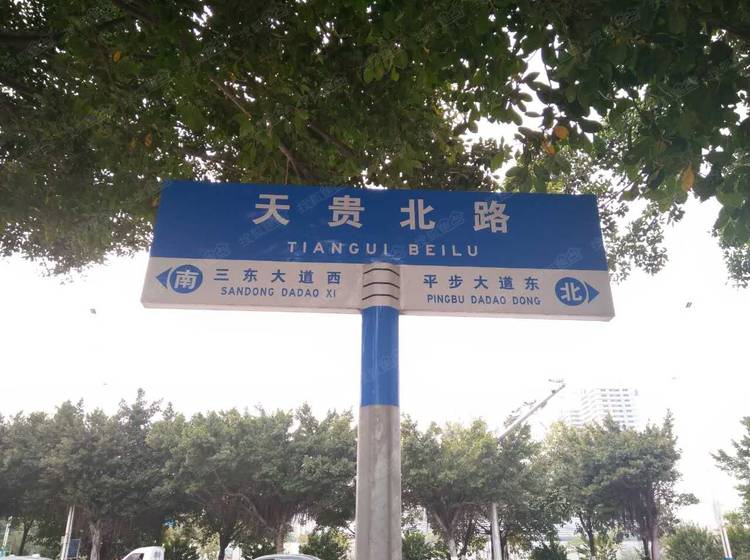 天贵北路
TIANGUI BEILU
南 三东大道西
SANDONG DADAO XI
平步大道东 北
PINGBU DADAO DONG